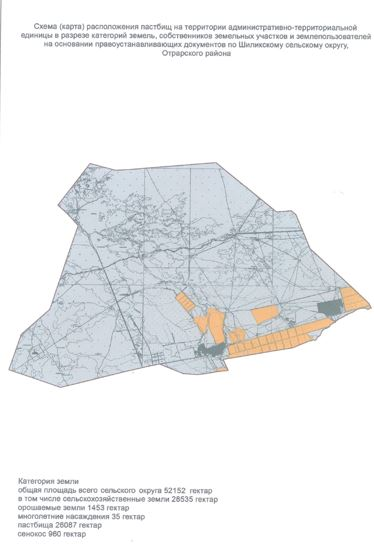 Схема (карта) расположения пастбищ на территории административно-территориальной
единицы в разрезе категорий земель, собственников земельных участков и землепользователей
на основании правоустанавливающих документов по Шиликскому сельскому округу,
Отрарского района
Категория земли
общая площадь всего сельского округа 52152 гектар
в том числе сельскохозяйственные земли 28535 гектар
орошаемые земли 1453 гектар
многолетние насаждения 35 гектар
пастбища 26087 гектар
сенокос 960 гектар